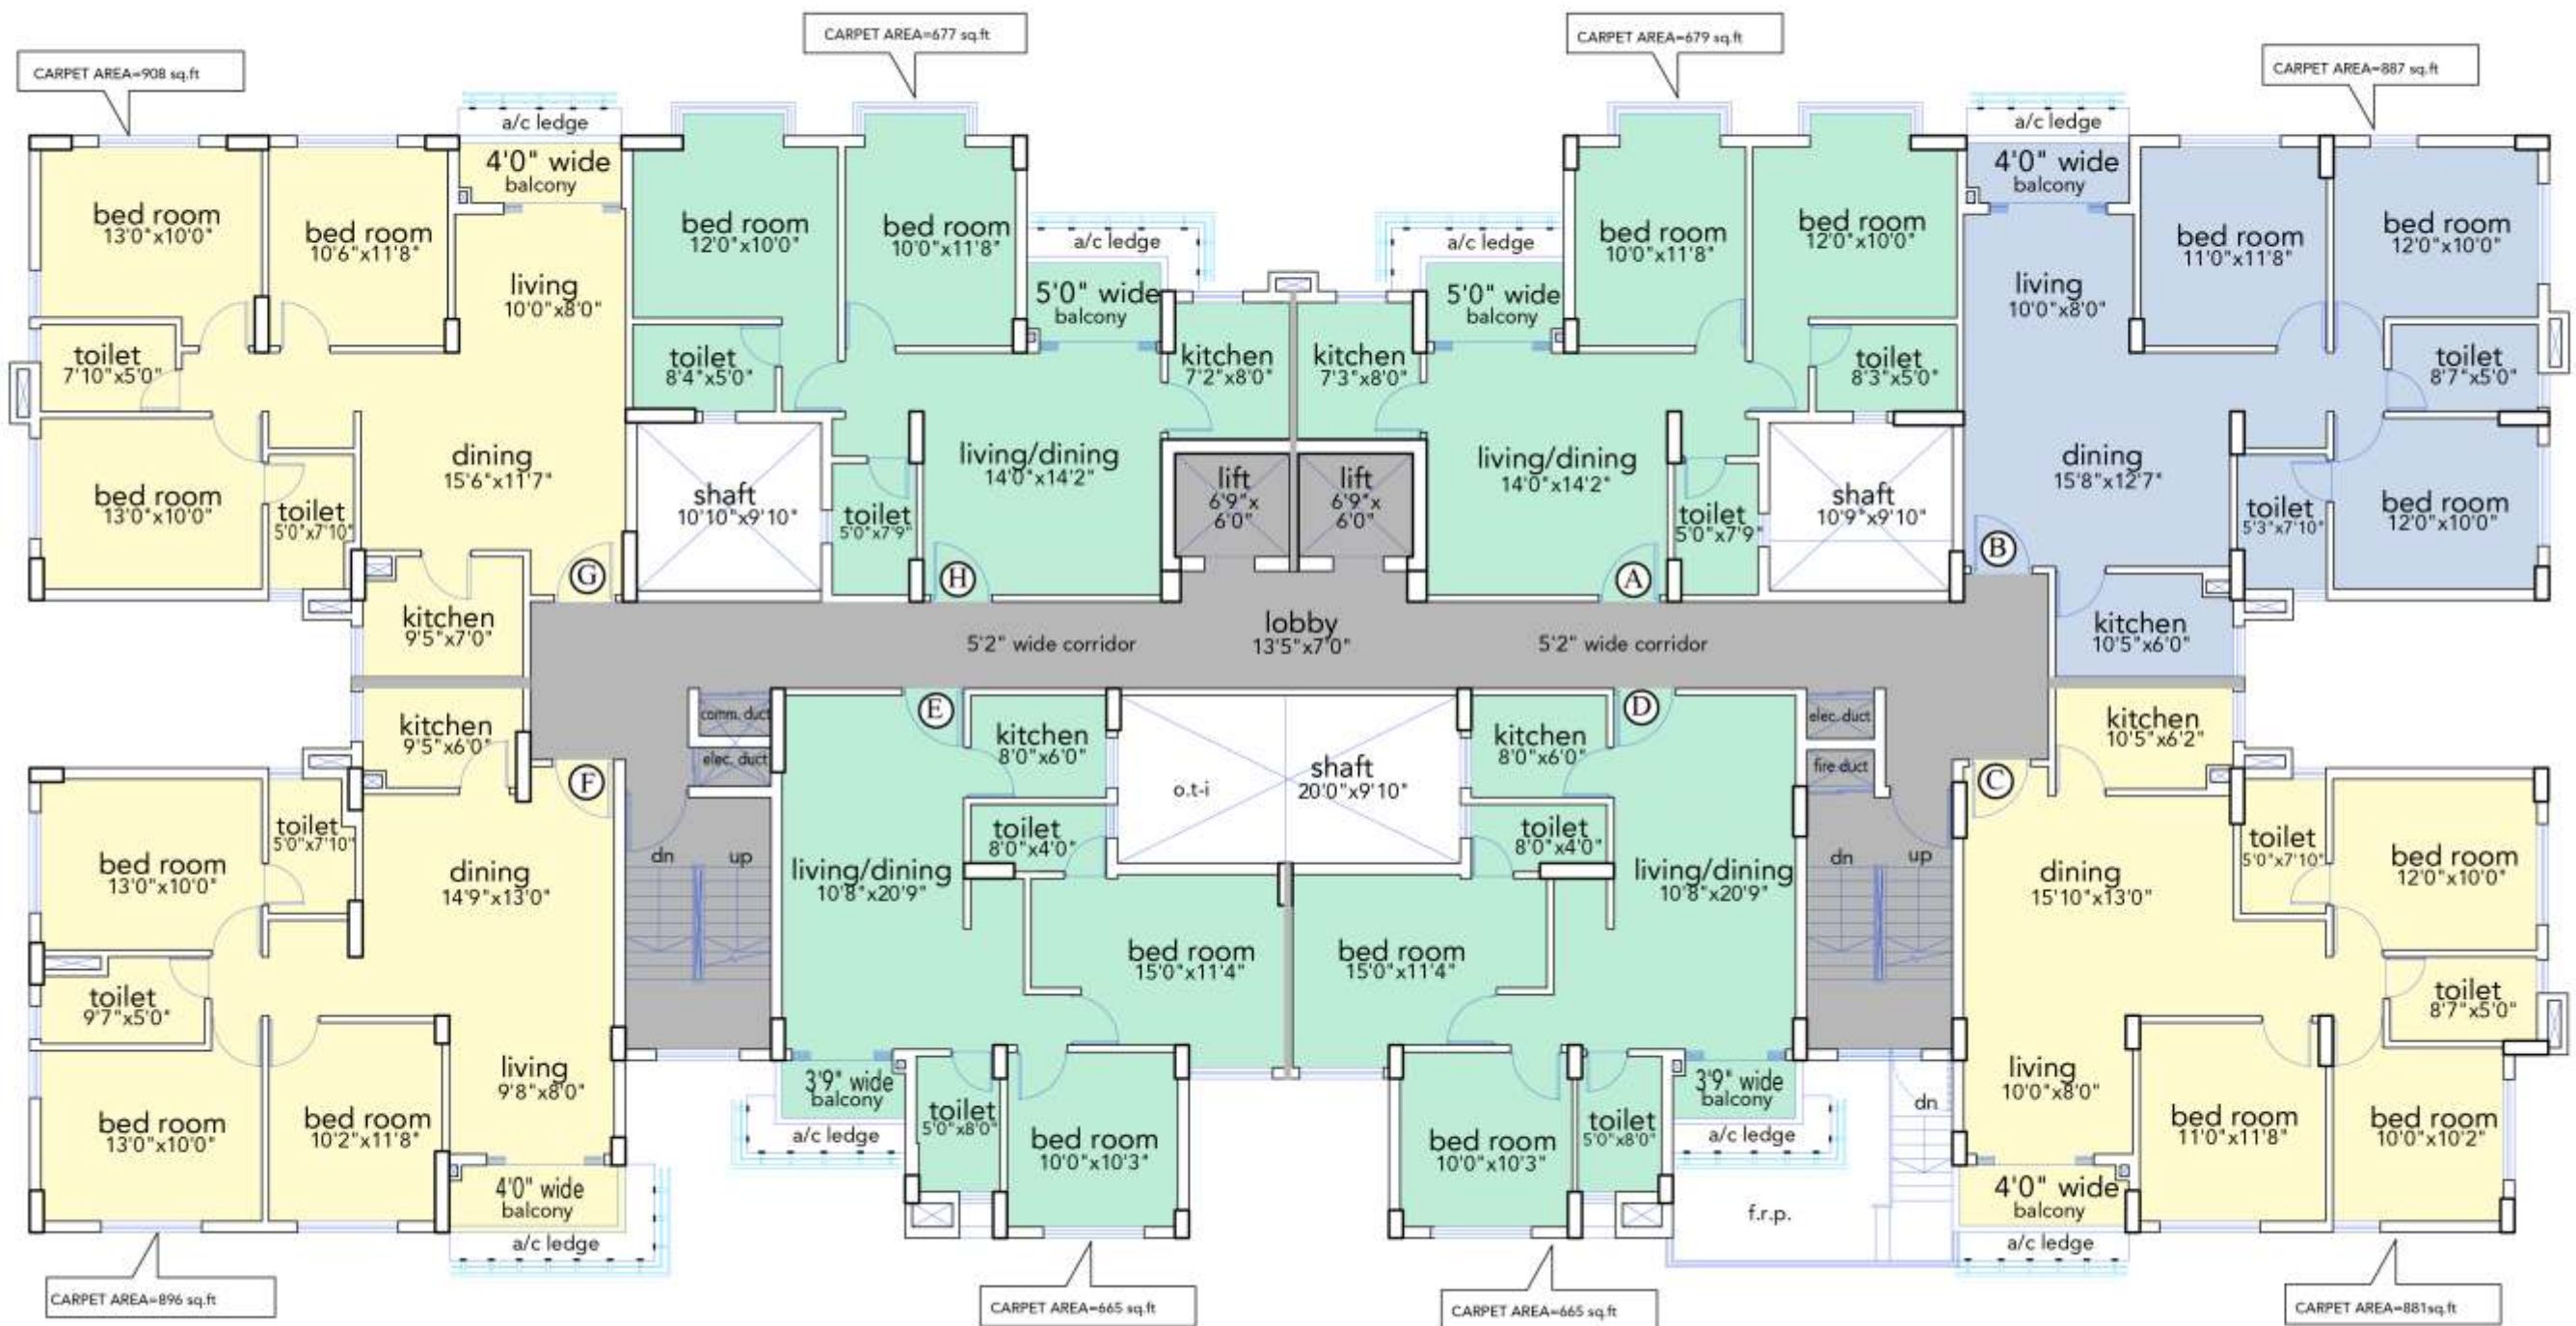 CARPET AREA=908 sq.ft
CARPET AREA=677 sq.ft
CARPET AREA=679 sq.ft
CARPET AREA=887 sq.ft
a/c ledge
4'0" wide
balcony
bed room
13'0"x10'0"
bed room
10'6"x11'8"
living
10'0"x8'0"
toilet
7'10"x5'0"
bed room
13'0"x10'0"
toilet
5'0"x7'10"
dining
15'6"x11'7"
G
kitchen
9'5"x7'0"
bed room
12'0"x10'0"
bed room
10'0"x11'8"
a/c ledge
5'0" wide
balcony
toilet
8'4"x5'0"
kitchen
7'2"x8'0"
shaft
10'10"x9'10"
toilet
5'0"x7'9"
living/dining
14'0"x14'2"
H
lift
6'9"x
6'0"
lift
6'9"x
6'0"
a/c ledge
5'0" wide
balcony
bed room
10'0"x11'8"
bed room
12'0"x10'0"
kitchen
7'3"x8'0"
toilet
8'3"x5'0"
living/dining
14'0"x14'2"
toilet
5'0"x7'9"
shaft
10'9"x9'10"
A
a/c ledge
4'0" wide
balcony
living
10'0"x8'0"
bed room
11'0"x11'8"
bed room
12'0"x10'0"
toilet
8'7"x5'0"
dining
15'8"x12'7"
toilet
5'3"x7'10"
bed room
12'0"x10'0"
B
kitchen
10'5"x6'0"
5'2" wide corridor
lobby
13'5"x7'0"
5'2" wide corridor
kitchen
9'5"x6'0"
F
toilet
5'0"x7'10"
bed room
13'0"x10'0"
dining
14'9"x13'0"
toilet
9'7"x5'0"
living
9'8"x8'0"
bed room
13'0"x10'0"
bed room
10'2"x11'8"
4'0" wide
balcony
a/c ledge
comm. duct
elec. duct
dn
up
E
kitchen
8'0"x6'0"
toilet
8'0"x4'0"
living/dining
10'8"x20'9"
bed room
15'0"x11'4"
3'9" wide
balcony
a/c ledge
toilet
5'0"x8'0"
bed room
10'0"x10'3"
o.t-i
shaft
20'0"x9'10"
D
kitchen
8'0"x6'0"
toilet
8'0"x4'0"
living/dining
10'8"x20'9"
bed room
15'0"x11'4"
bed room
10'0"x10'3"
toilet
5'0"x8'0"
3'9" wide
balcony
a/c ledge
elec. duct
fire duct
dn
up
dn
f.r.p.
kitchen
10'5"x6'2"
C
toilet
5'0"x7'10"
bed room
12'0"x10'0"
dining
15'10"x13'0"
toilet
8'7"x5'0"
living
10'0"x8'0"
bed room
11'0"x11'8"
bed room
10'0"x10'2"
4'0" wide
balcony
a/c ledge
CARPET AREA=896 sq.ft
CARPET AREA=665 sq.ft
CARPET AREA=665 sq.ft
CARPET AREA=881sq.ft